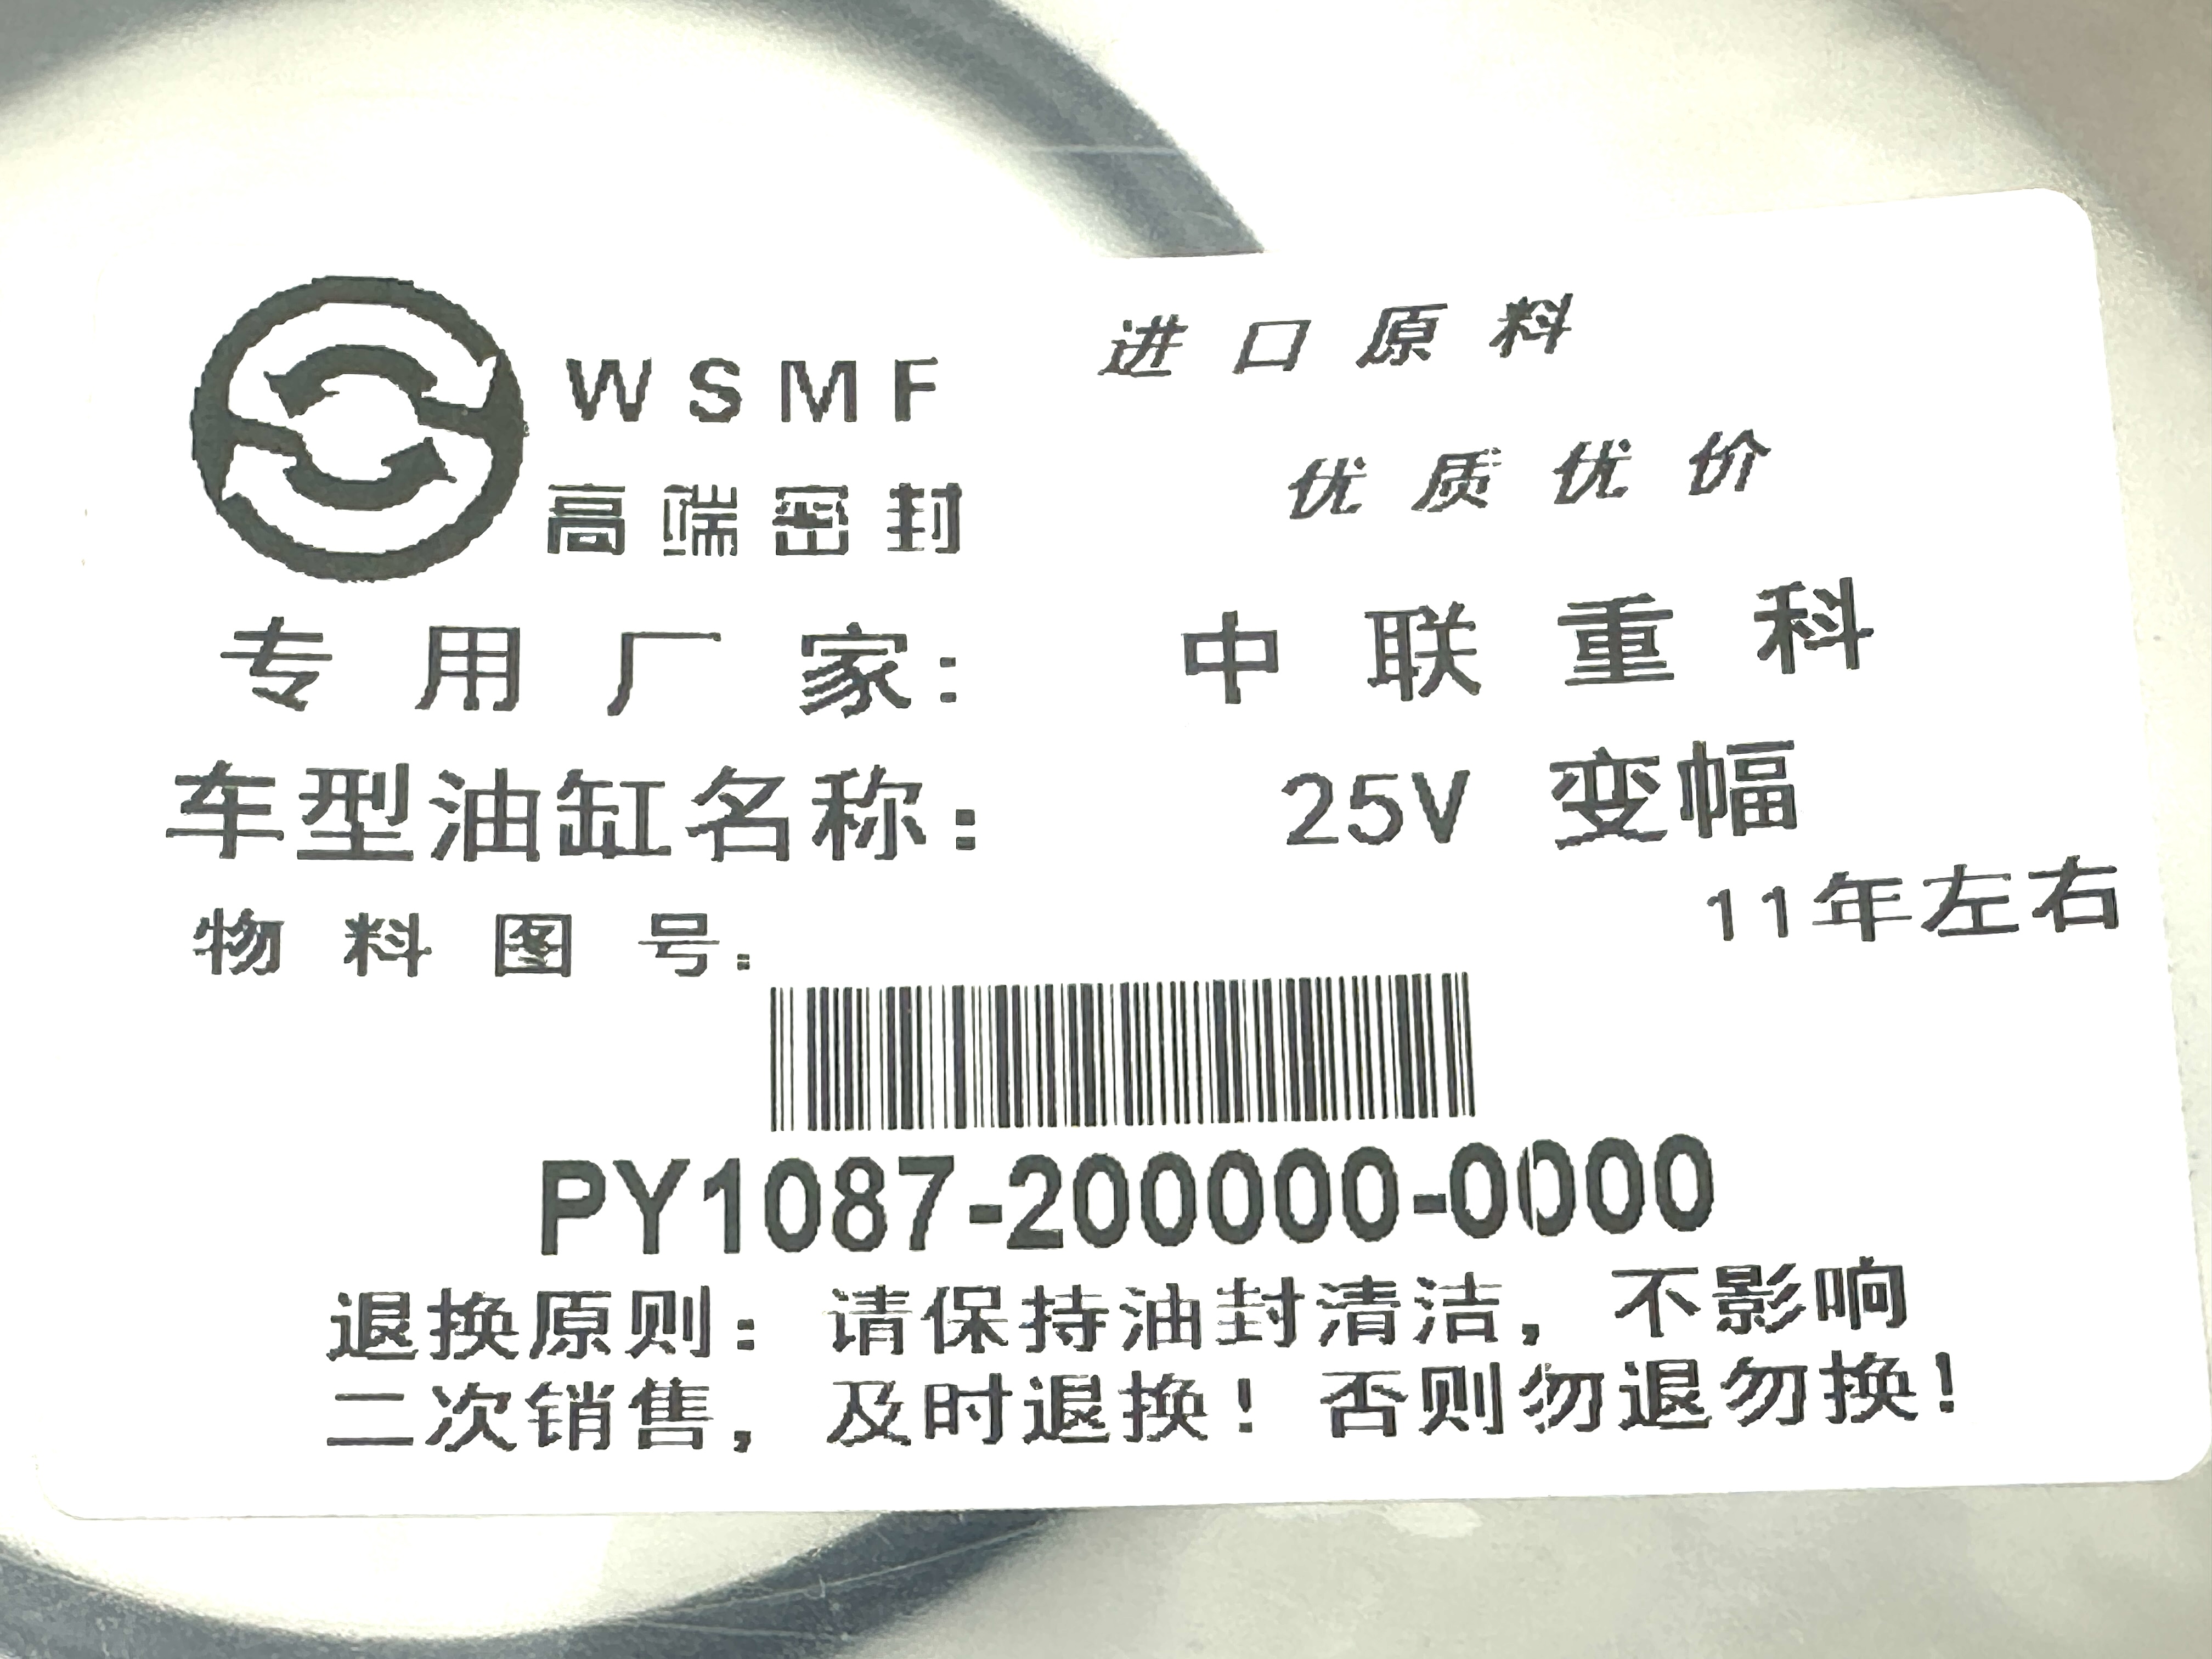 WSMF
高端密封
进口原料
优质优价
专用厂家： 中联重科
车型油缸名称： 25V 变幅
11年左右
物料图号：
PY1087-200000-0000
退换原则：请保持油封清洁，不影响
二次销售，及时退换！否则勿退勿换！